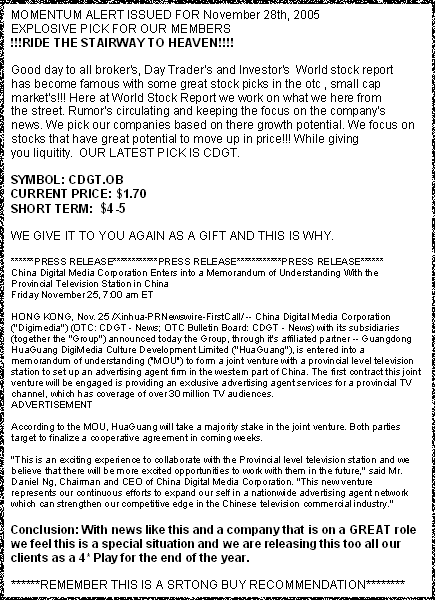 MOMENTUM ALERT ISSUED FOR November 28th, 2005
EXPLOSIVE PICK FOR OUR MEMBERS
!!!RIDE THE STAIRWAY TO HEAVEN!!!!
Good day to all broker's, Day Trader's and Investor's World stock report
has become famous with some great stock picks in the otc , small cap
market's!!! Here at World Stock Report we work on what we here from
the street. Rumor's circulating and keeping the focus on the company's
news. We pick our companies based on there growth potential. We focus on
stocks that have great potential to move up in price!!! While giving
you liquitity. OUR LATEST PICK IS CDGT.
SYMBOL: CDGT.OB
CURRENT PRICE: $1.70
SHORT TERM: $4-5
WE GIVE IT TO YOU AGAIN AS A GIFT AND THIS IS WHY.
******PRESS RELEASE************PRESS RELEASE************PRESS RELEASE******
China Digital Media Corporation Enters into a Memorandum of Understanding With the
Provincial Television Station in China
Friday November 25, 7:00 am ET
HONG KONG, Nov. 25 /Xinhua-PRNewswire-FirstCall/ -- China Digital Media Corporation
("Digimedia") (OTC: CDGT - News; OTC Bulletin Board: CDGT - News) with its subsidiaries
(together the "Group") announced today the Group, through it's affiliated partner -- Guangdong
HuaGuang DigiMedia Culture Development Limited ("HuaGuang"), is entered into a
memorandum of understanding ("MOU") to form a joint venture with a provincial level television
station to set up an advertising agent firm in the western part of China. The first contract this joint
venture will be engaged is providing an exclusive advertising agent services for a provincial TV
channel, which has coverage of over 30 million TV audiences.
ADVERTISEMENT
According to the MOU, HuaGuang will take a majority stake in the joint venture. Both parties
target to finalize a cooperative agreement in coming weeks.
"This is an exciting experience to collaborate with the Provincial level television station and we
believe that there will be more excited opportunities to work with them in the future," said Mr.
Daniel Ng, Chairman and CEO of China Digital Media Corporation. "This new venture
represents our continuous efforts to expand our self in a nationwide advertising agent network
which can strengthen our competitive edge in the Chinese television commercial industry."
Conclusion: With news like this and a company that is on a GREAT role
we feel this is a special situation and we are releasing this too all our
clients as a 4* Play for the end of the year.
******REMEMBER THIS IS A SRTONG BUY RECOMMENDATION********